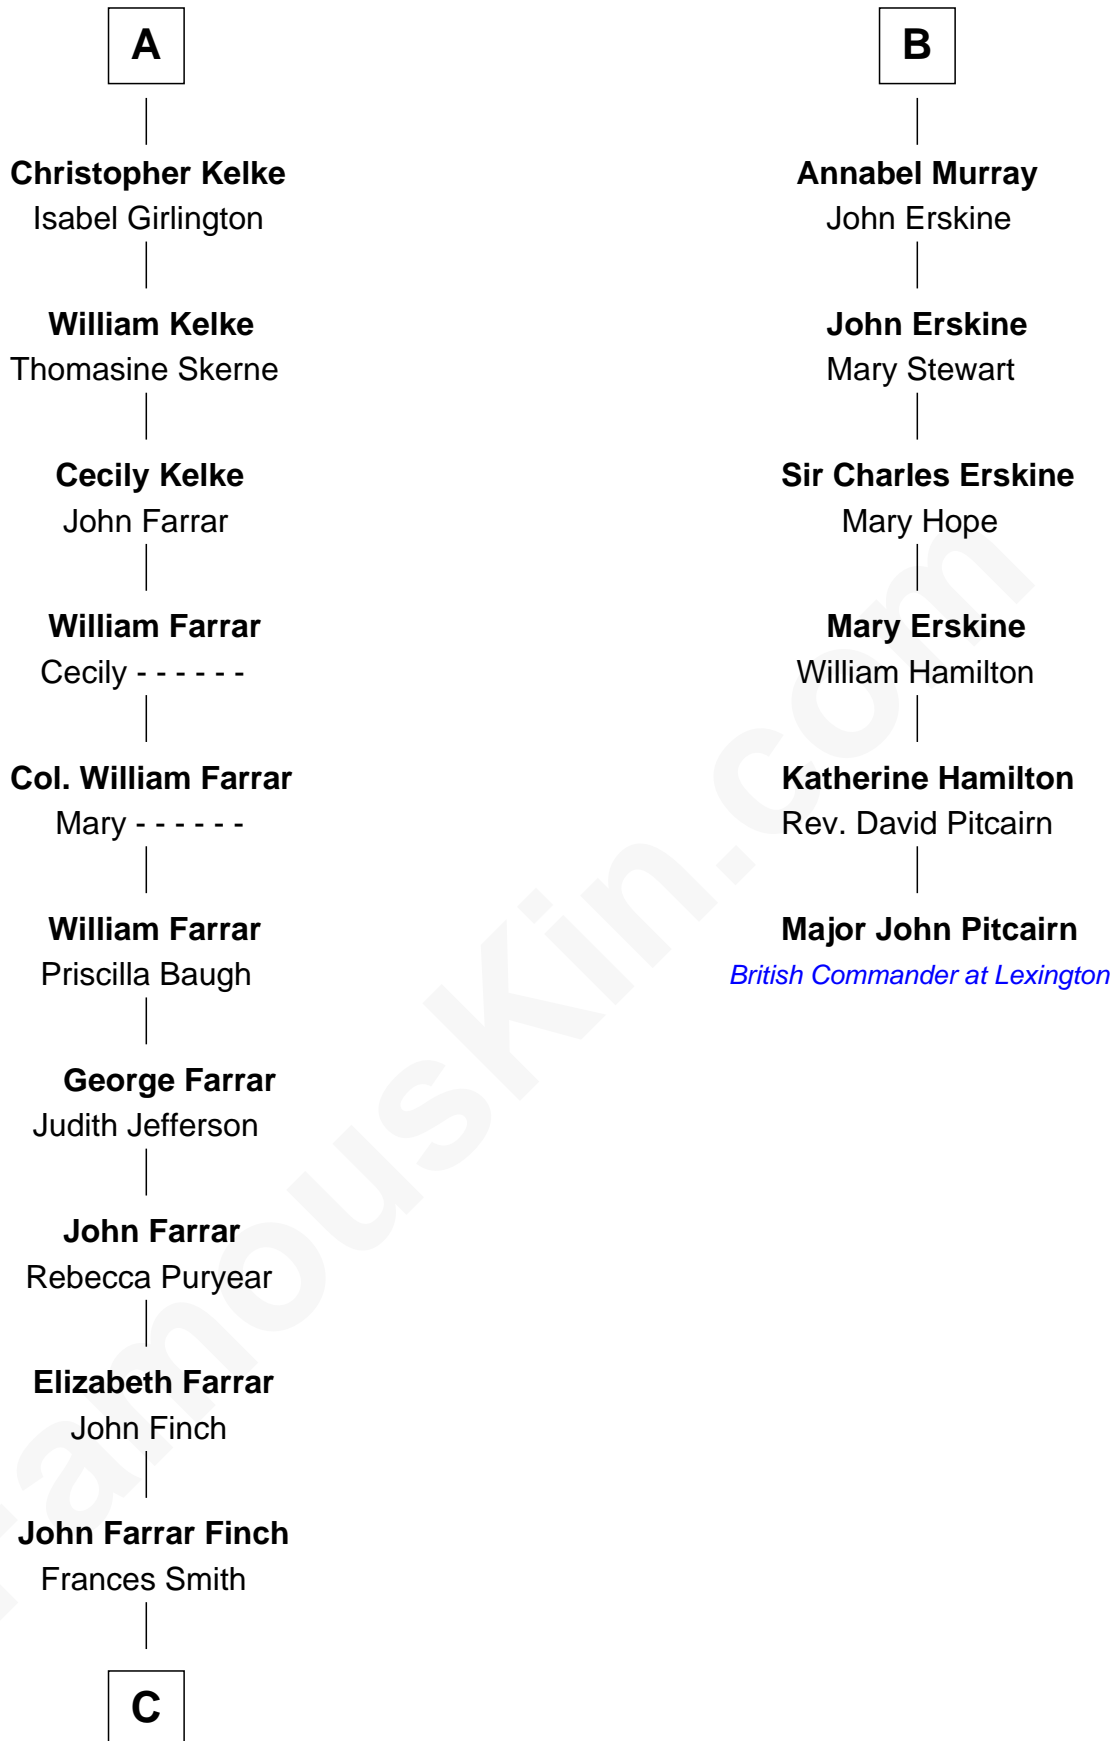 A
Christopher Kelke
Isabel Girlington
William Kelke
Thomasine Skerne
Cecily Kelke
John Farrar
William Farrar
Cecily - - - - - -
Col. William Farrar
Mary - - - - - -
William Farrar
Priscilla Baugh
George Farrar
Judith Jefferson
John Farrar
Rebecca Puryear
Elizabeth Farrar
John Finch
John Farrar Finch
Frances Smith
C
B
Annabel Murray
John Erskine
John Erskine
Mary Stewart
Sir Charles Erskine
Mary Hope
Mary Erskine
William Hamilton
Katherine Hamilton
Rev. David Pitcairn
Major John Pitcairn
British Commander at Lexington
FamousKin.com